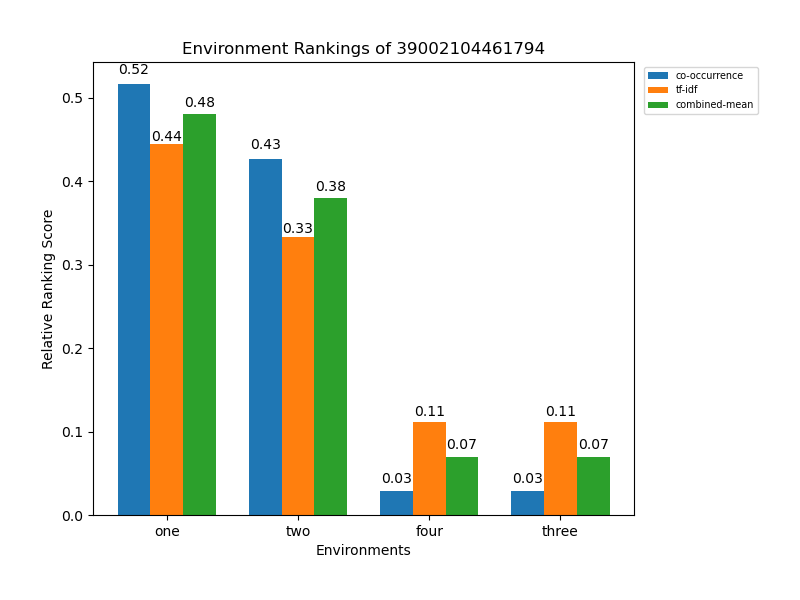 Environment Rankings of 39002104461794
co-occurrence
tf-idf
combined-mean
Relative Ranking Score
0.5
0.4
0.3
0.2
0.1
0.0
0.52
0.44
0.48
0.43
0.33
0.38
0.03
0.11
0.07
0.03
0.11
0.07
one two four three
Environments